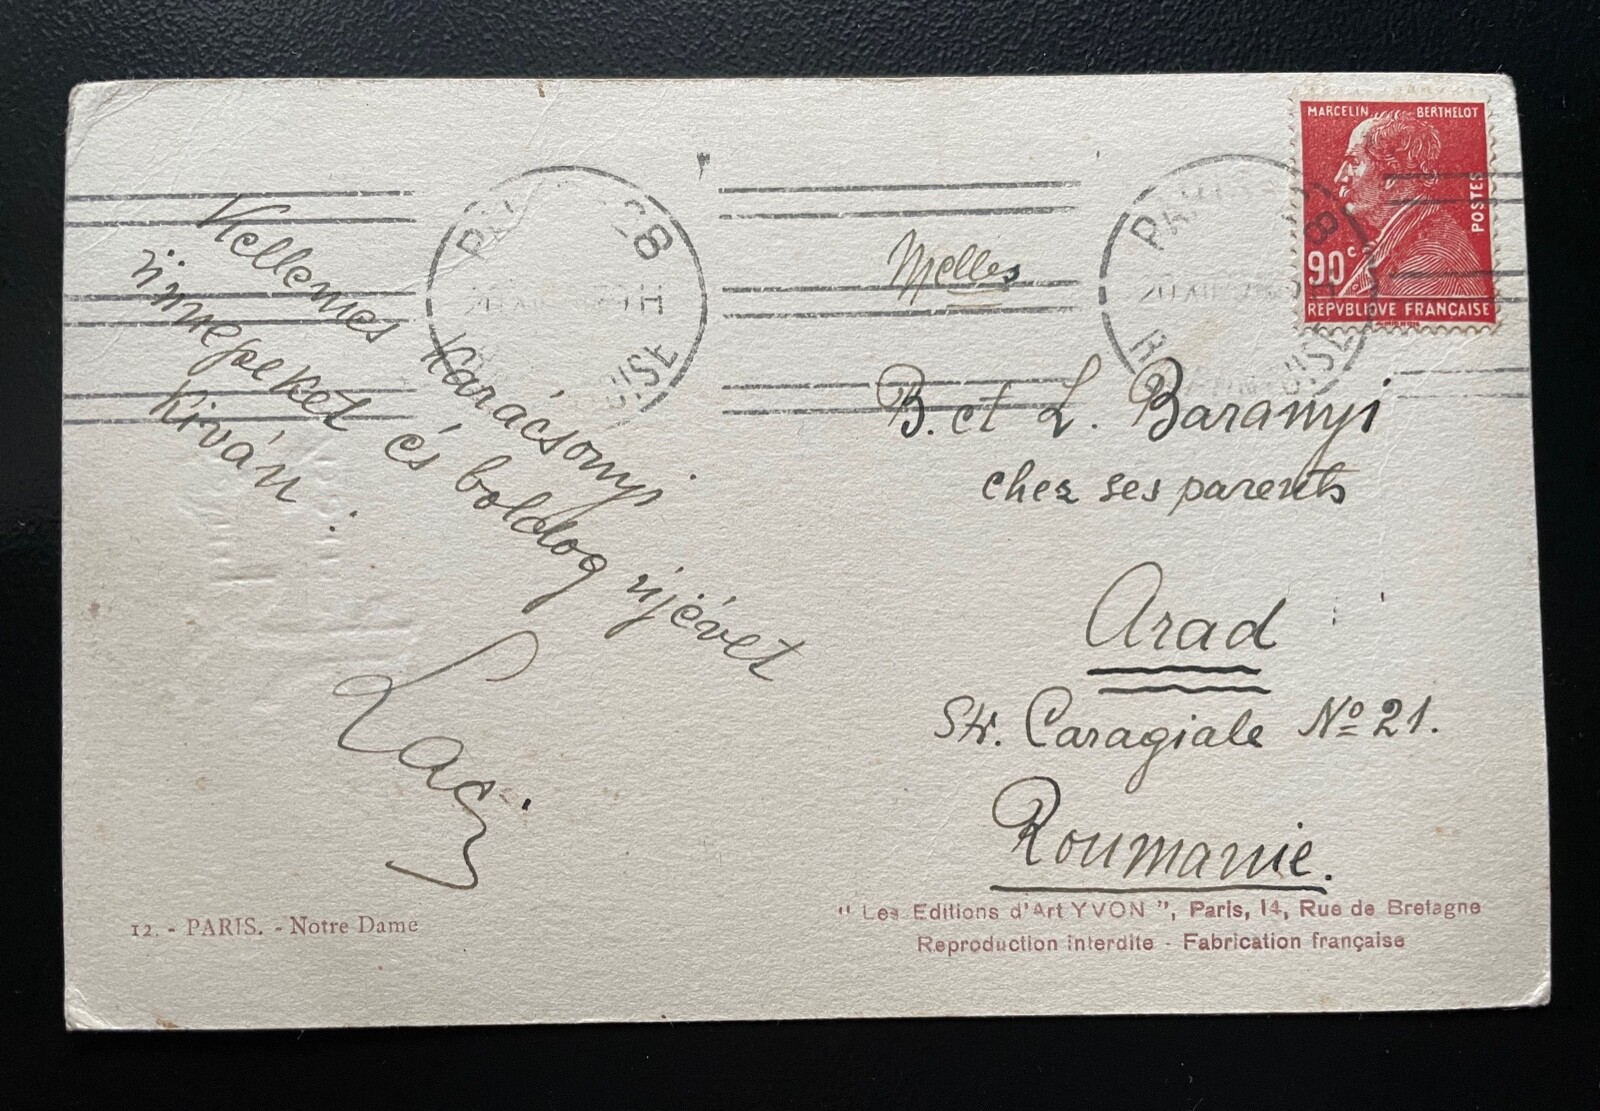 Kellemes Karácsonyi
ünnepeket és boldog újévet
kíván:
Laci
12. - PARIS. - Notre Dame
MARCELIN BERTHELOT
POSTES
90c
REPVBLIQVE FRANÇAISE
Melles
B. et L. Baranyi
chez ses parents
Arad
Str. Caragiale No 21.
Roumanie.
" Les Editions d'Art YVON ", Paris, 14, Rue de Bretagne
Reproduction interdite - Fabrication française